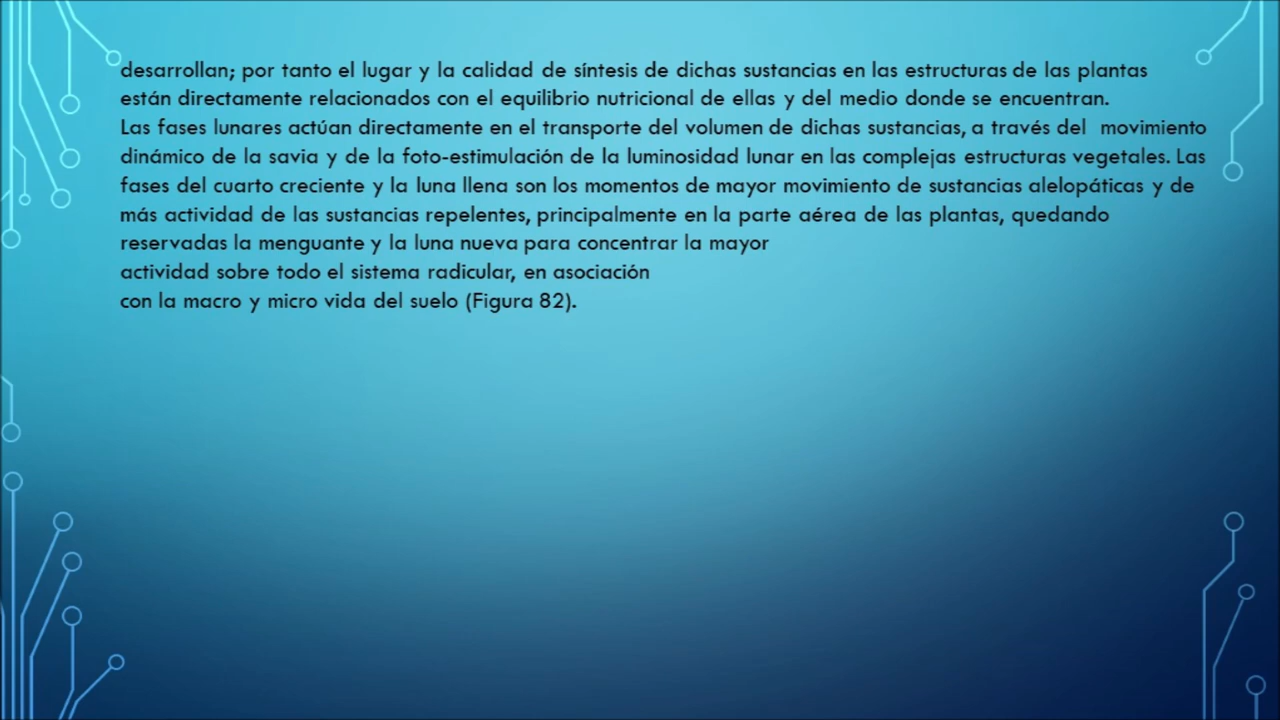 desarrollan; por tanto el lugar y la calidad de síntesis de dichas sustancias en las estructuras de las plantas
están directamente relacionados con el equilibrio nutricional de ellas y del medio donde se encuentran.
Las fases lunares actúan directamente en el transporte del volumen de dichas sustancias, a través del movimiento
dinámico de la savia y de la foto-estimulación de la luminosidad lunar en las complejas estructuras vegetales. Las
fases del cuarto creciente y la luna llena son los momentos de mayor movimiento de sustancias alelopáticas y de
más actividad de las sustancias repelentes, principalmente en la parte aérea de las plantas, quedando
reservadas la menguante y la luna nueva para concentrar la mayor
actividad sobre todo el sistema radicular, en asociación
con la macro y micro vida del suelo (Figura 82).